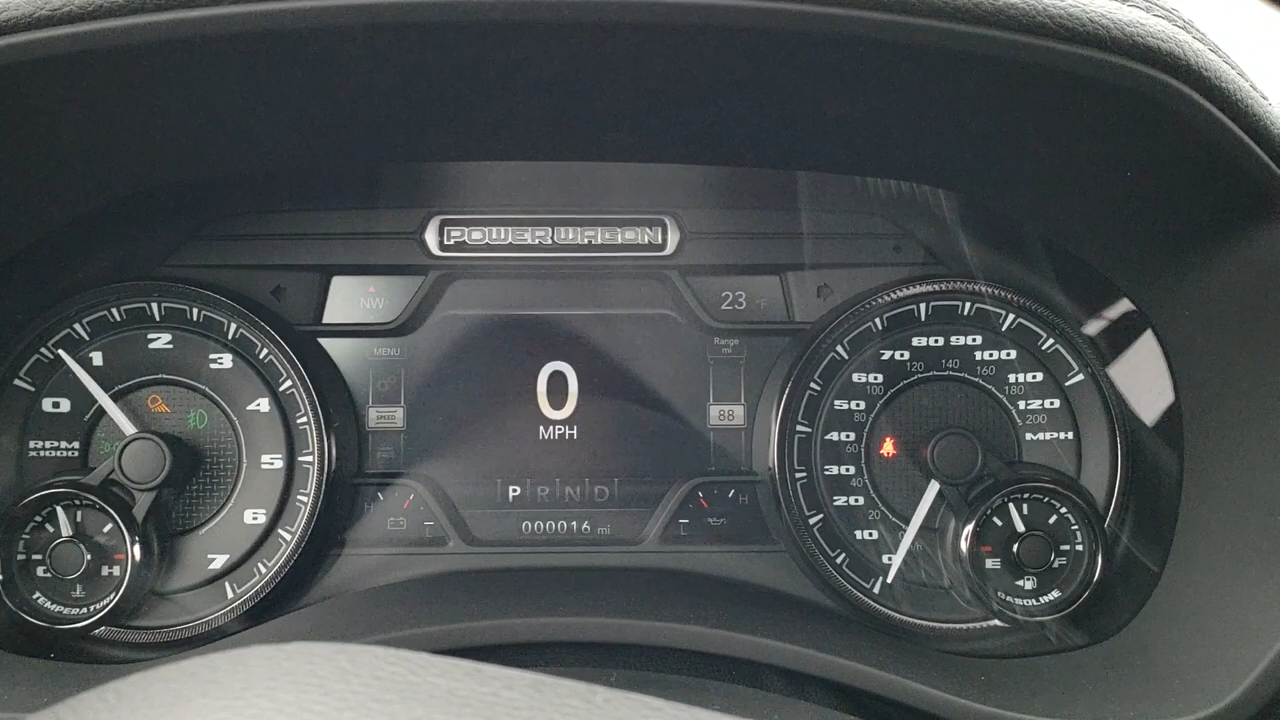 POWER WAGON
NW
23 °F
MENU
Range
mi
SPEED
88
0
MPH
P R N D
000016 mi
H
L
H
L
0
1
2
3
4
5
6
7
RPM
X1000
C H
TEMPERATURE
0
10
20
30
40
50
60
70
80
90
100
110
120
MPH
20
40
60
80
100
120
140
160
180
200
km/h
E F
GASOLINE